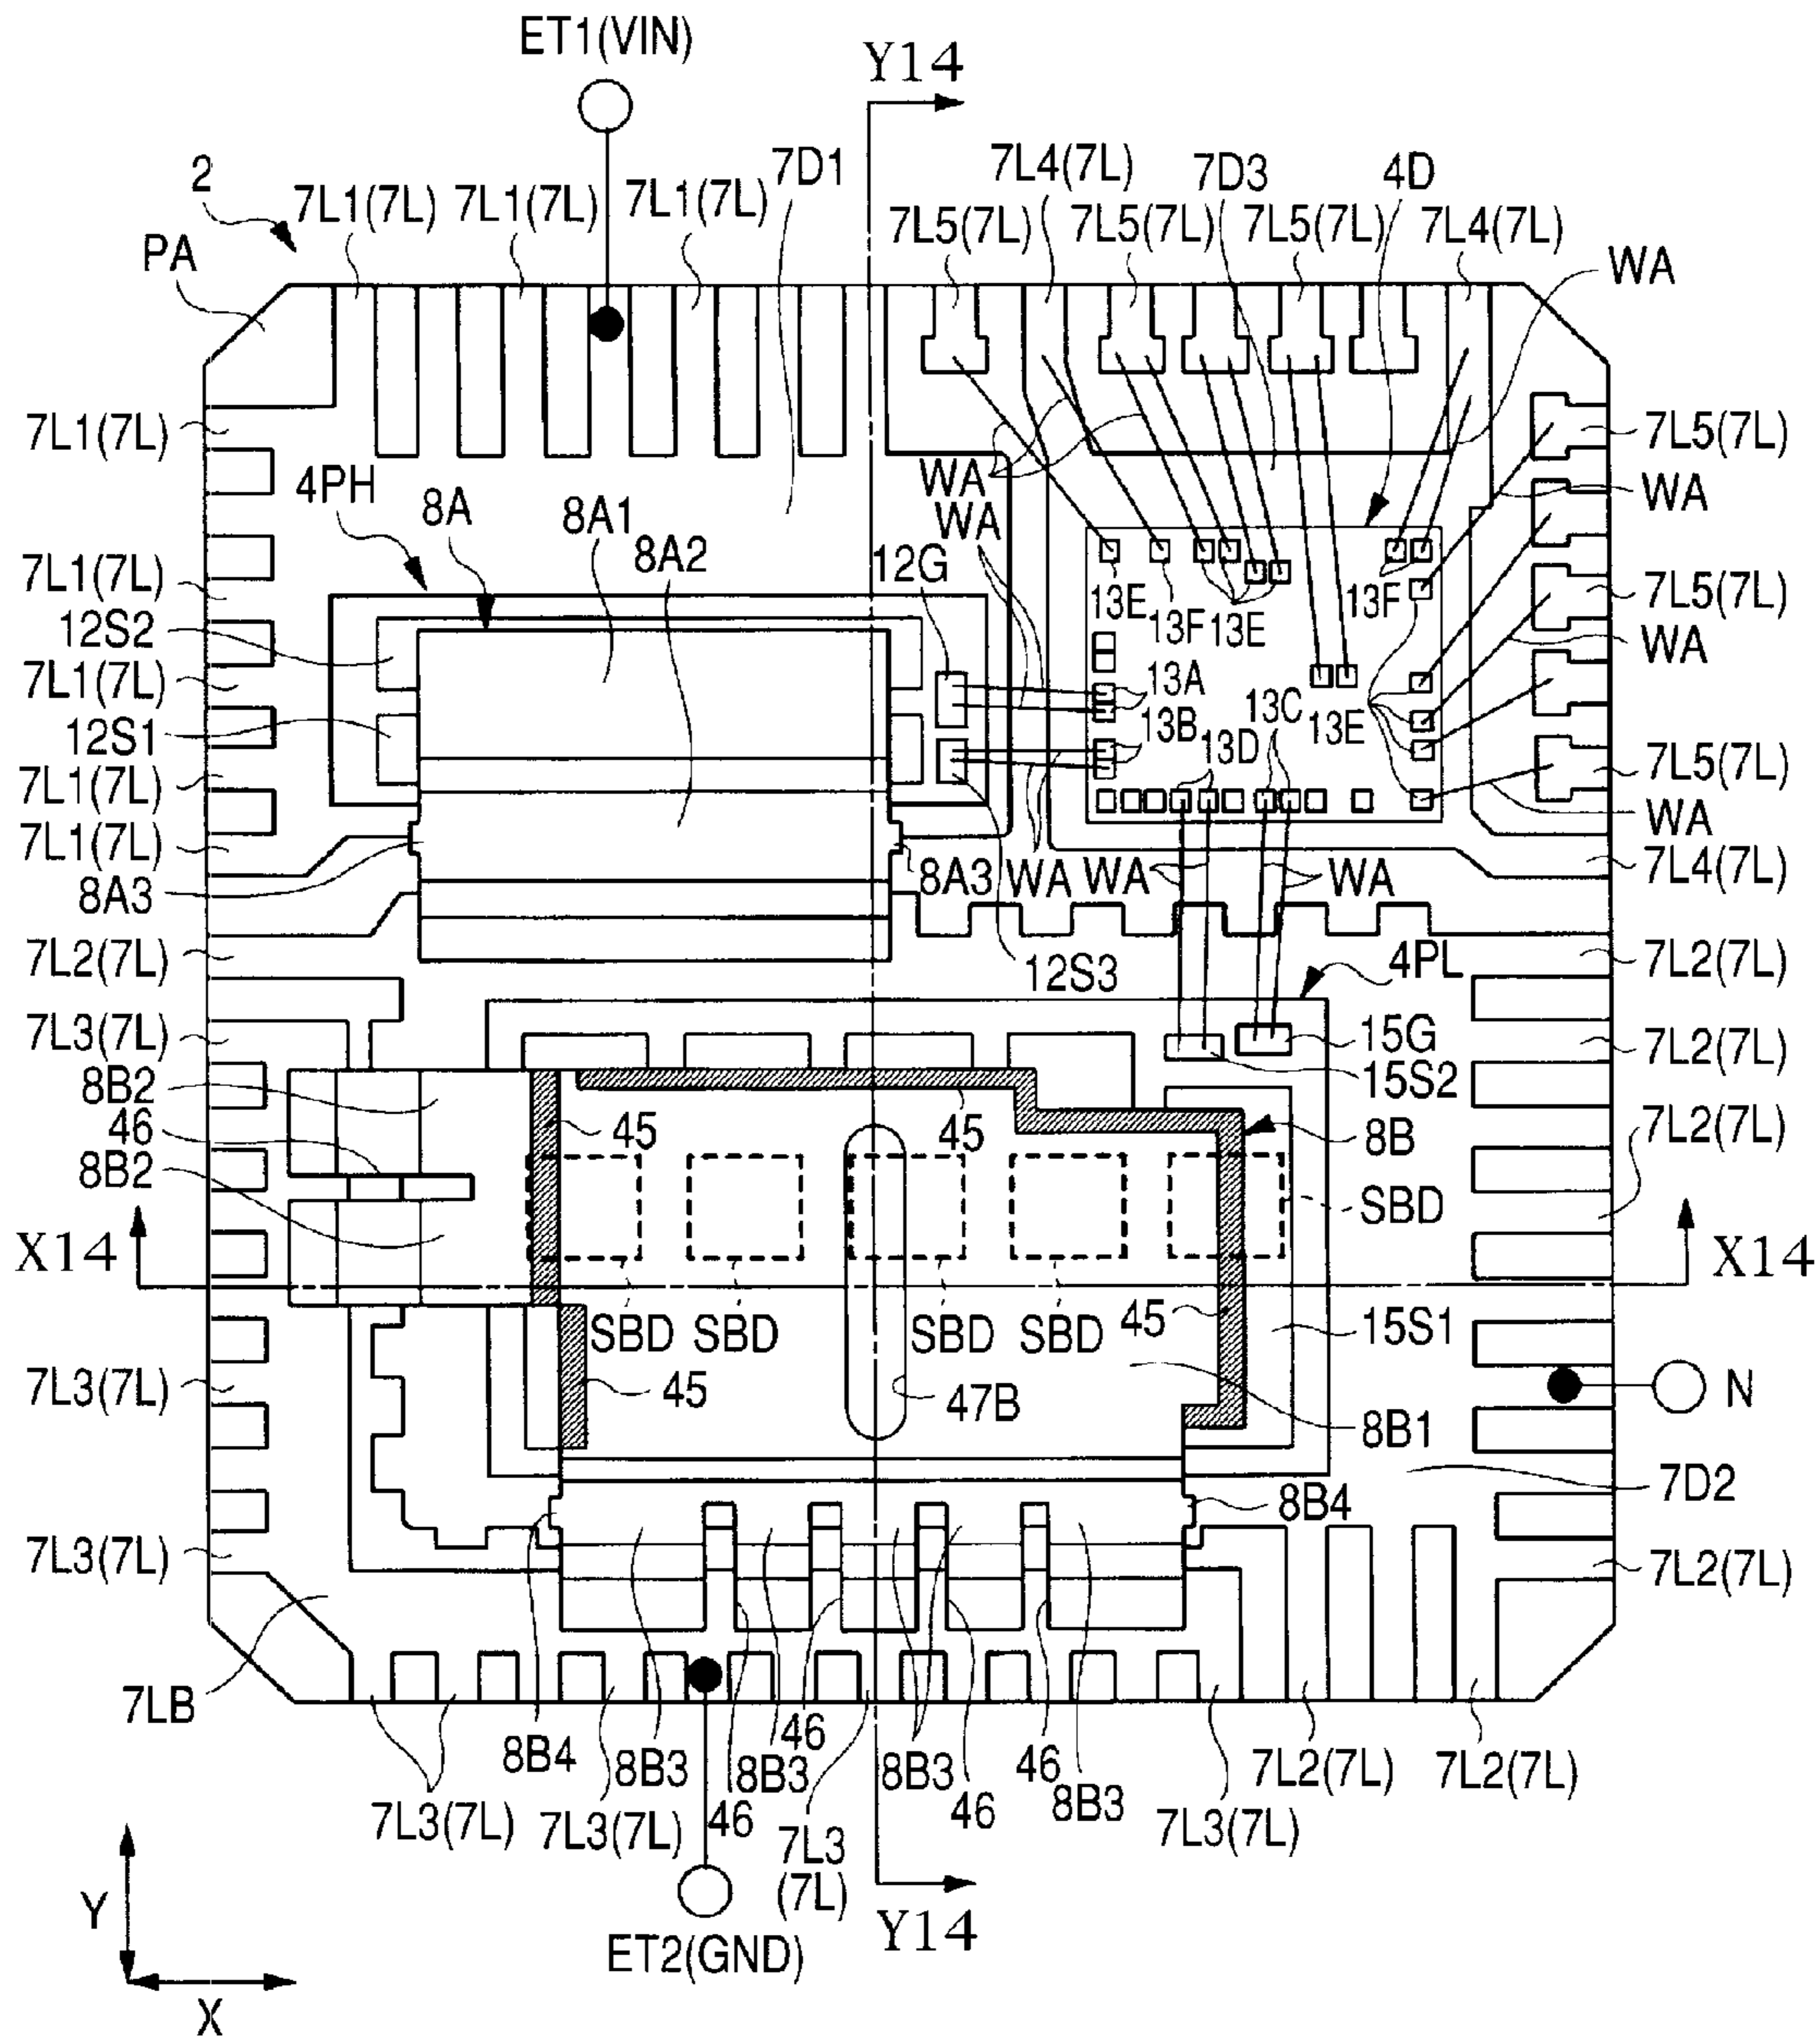 ET1(VIN)
Y14
2
7D1
7L4(7L)
7D3
4D
7L1(7L)
7L1(7L)
7L1(7L)
7L5(7L)
7L5(7L)
7L5(7L)
7L4(7L)
PA
WA
7L1(7L)
7L5(7L)
4PH
8A
8A1
WA
WA
WA
8A2
12G
7L1(7L)
13E
13F
13E
13F
7L5(7L)
12S2
WA
7L1(7L)
13A
12S1
13B
13D
13C
13E
7L5(7L)
7L1(7L)
WA
7L1(7L)
8A3
8A3
WA
WA
WA
7L4(7L)
7L2(7L)
12S3
4PL
7L2(7L)
7L3(7L)
15G
7L2(7L)
8B2
15S2
46
45
45
8B
7L2(7L)
8B2
SBD
X14
X14
SBD
SBD
SBD
SBD
45
15S1
7L3(7L)
45
47B
N
8B1
7D2
8B4
7L3(7L)
7L2(7L)
7LB
8B4
8B3
46
8B3
8B3
46
8B3
7L2(7L)
7L2(7L)
7L3(7L)
7L3(7L)
46
7L3
(7L)
46
7L3(7L)
Y
Y14
ET2(GND)
X